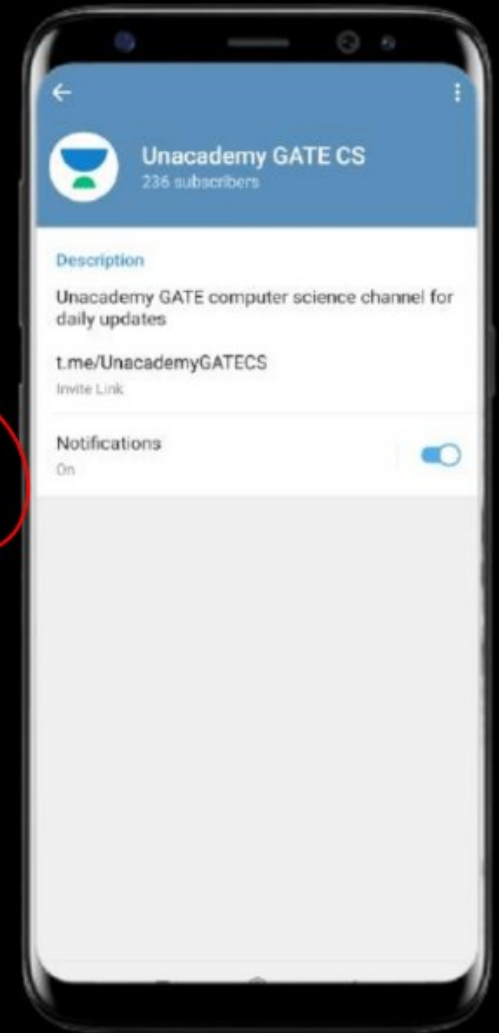 Unacademy GATE CS
236 subscribers
Description
Unacademy GATE computer science channel for
daily updates
t.me/UnacademyGATECS
Invite Link
Notifications
On